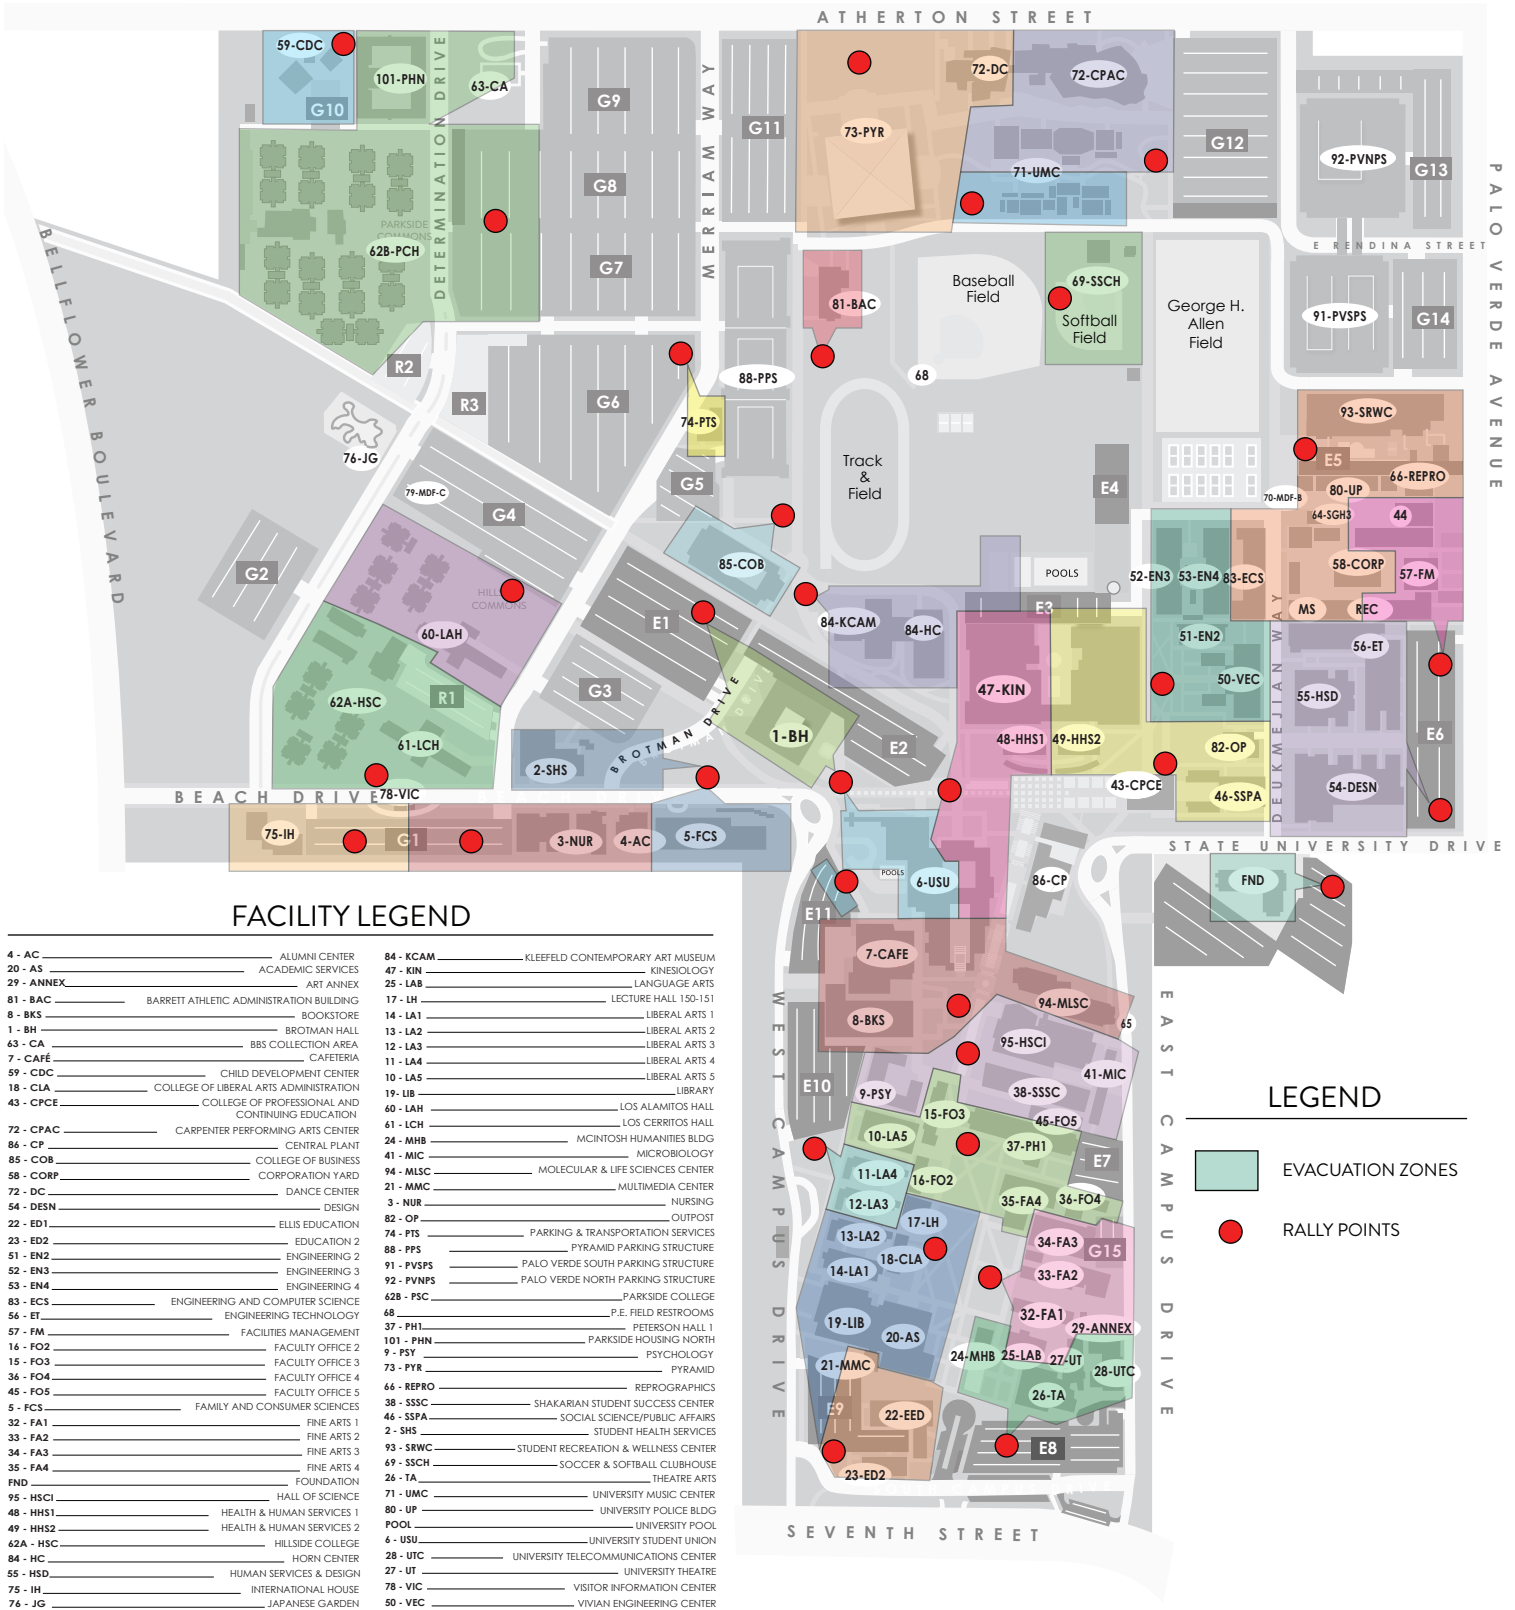 ATHERTON STREET
59-CDC
101-PHN
63-CA
G10
DETERMINATION DRIVE
G9
MERRIAM WAY
G11
72-DC
72-CPAC
73-PYR
G12
92-PVNPS
G13
PALO VERDE AVENUE
71-UMC
G8
PARKSIDE
COMMONS
62B-PCH
G7
E RENDINA STREET
BELLFLOWER BOULEVARD
81-BAC
Baseball
Field
69-SSCH
Softball
Field
George H.
Allen
Field
91-PVSPS
G14
R2
R3
G6
88-PPS
68
74-PTS
93-SRWC
76-JG
Track
&
Field
E5
66-REPRO
79-MDF-C
G5
E4
80-UP
70-MDF-B
G4
64-SGH3
44
G2
85-COB
POOLS
52-EN3
53-EN4
83-ECS
58-CORP
57-FM
HILLSIDE
COMMONS
E3
MS
REC
E1
84-KCAM
84-HC
60-LAH
51-EN2
56-ET
DEUKMEJIAN WAY
50-VEC
G3
R1
62A-HSC
47-KIN
55-HSD
BROTMAN DRIVE
1-BH
61-LCH
48-HHS1
49-HHS2
E2
82-OP
E6
2-SHS
43-CPCE
46-SSPA
54-DESN
BEACH DRIVE
78-VIC
75-IH
G1
3-NUR
4-AC
5-FCS
STATE UNIVERSITY DRIVE
POOLS
6-USU
86-CP
FND
E11
7-CAFE
8-BKS
94-MLSC
65
WEST CAMPUS DRIVE
EAST CAMPUS DRIVE
95-HSCI
E10
9-PSY
38-SSSC
41-MIC
15-FO3
45-FO5
10-LA5
37-PH1
E7
11-LA4
16-FO2
12-LA3
35-FA4
36-FO4
17-LH
13-LA2
18-CLA
34-FA3
G15
14-LA1
33-FA2
32-FA1
19-LIB
20-AS
29-ANNEX
24-MHB
25-LAB
27-UT
21-MMC
28-UTC
26-TA
E9
22-EED
E8
23-ED2
SOUTH CAMPUS DRIVE
SEVENTH STREET
FACILITY LEGEND
4 - AC ALUMNI CENTER
20 - AS ACADEMIC SERVICES
29 - ANNEX ART ANNEX
81 - BAC BARRETT ATHLETIC ADMINISTRATION BUILDING
8 - BKS BOOKSTORE
1 - BH BROTMAN HALL
63 - CA BBS COLLECTION AREA
7 - CAFÉ CAFETERIA
59 - CDC CHILD DEVELOPMENT CENTER
18 - CLA COLLEGE OF LIBERAL ARTS ADMINISTRATION
43 - CPCE COLLEGE OF PROFESSIONAL AND
CONTINUING EDUCATION
72 - CPAC CARPENTER PERFORMING ARTS CENTER
86 - CP CENTRAL PLANT
85 - COB COLLEGE OF BUSINESS
58 - CORP CORPORATION YARD
72 - DC DANCE CENTER
54 - DESN DESIGN
22 - ED1 ELLIS EDUCATION
23 - ED2 EDUCATION 2
51 - EN2 ENGINEERING 2
52 - EN3 ENGINEERING 3
53 - EN4 ENGINEERING 4
83 - ECS ENGINEERING AND COMPUTER SCIENCE
56 - ET ENGINEERING TECHNOLOGY
57 - FM FACILITIES MANAGEMENT
16 - FO2 FACULTY OFFICE 2
15 - FO3 FACULTY OFFICE 3
36 - FO4 FACULTY OFFICE 4
45 - FO5 FACULTY OFFICE 5
5 - FCS FAMILY AND CONSUMER SCIENCES
32 - FA1 FINE ARTS 1
33 - FA2 FINE ARTS 2
34 - FA3 FINE ARTS 3
35 - FA4 FINE ARTS 4
FND FOUNDATION
95 - HSCI HALL OF SCIENCE
48 - HHS1 HEALTH & HUMAN SERVICES 1
49 - HHS2 HEALTH & HUMAN SERVICES 2
62A - HSC HILLSIDE COLLEGE
84 - HC HORN CENTER
55 - HSD HUMAN SERVICES & DESIGN
75 - IH INTERNATIONAL HOUSE
76 - JG JAPANESE GARDEN
84 - KCAM KLEEFELD CONTEMPORARY ART MUSEUM
47 - KIN KINESIOLOGY
25 - LAB LANGUAGE ARTS
17 - LH LECTURE HALL 150-151
14 - LA1 LIBERAL ARTS 1
13 - LA2 LIBERAL ARTS 2
12 - LA3 LIBERAL ARTS 3
11 - LA4 LIBERAL ARTS 4
10 - LA5 LIBERAL ARTS 5
19- LIB LIBRARY
60 - LAH LOS ALAMITOS HALL
61 - LCH LOS CERRITOS HALL
24 - MHB MCINTOSH HUMANITIES BLDG
41 - MIC MICROBIOLOGY
94 - MLSC MOLECULAR & LIFE SCIENCES CENTER
21 - MMC MULTIMEDIA CENTER
3 - NUR NURSING
82 - OP OUTPOST
74 - PTS PARKING & TRANSPORTATION SERVICES
88 - PPS PYRAMID PARKING STRUCTURE
91 - PVSPS PALO VERDE SOUTH PARKING STRUCTURE
92 - PVNPS PALO VERDE NORTH PARKING STRUCTURE
62B - PSC PARKSIDE COLLEGE
68 P.E. FIELD RESTROOMS
37 - PH1 PETERSON HALL 1
101 - PHN PARKSIDE HOUSING NORTH
9 - PSY PSYCHOLOGY
73 - PYR PYRAMID
66 - REPRO REPROGRAPHICS
38 - SSSC SHAKARIAN STUDENT SUCCESS CENTER
46 - SSPA SOCIAL SCIENCE/PUBLIC AFFAIRS
2 - SHS STUDENT HEALTH SERVICES
93 - SRWC STUDENT RECREATION & WELLNESS CENTER
69 - SSCH SOCCER & SOFTBALL CLUBHOUSE
26 - TA THEATRE ARTS
71 - UMC UNIVERSITY MUSIC CENTER
80 - UP UNIVERSITY POLICE BLDG
POOL UNIVERSITY POOL
6 - USU UNIVERSITY STUDENT UNION
28 - UTC UNIVERSITY TELECOMMUNICATIONS CENTER
27 - UT UNIVERSITY THEATRE
78 - VIC VISITOR INFORMATION CENTER
50 - VEC VIVIAN ENGINEERING CENTER
LEGEND
EVACUATION ZONES
RALLY POINTS